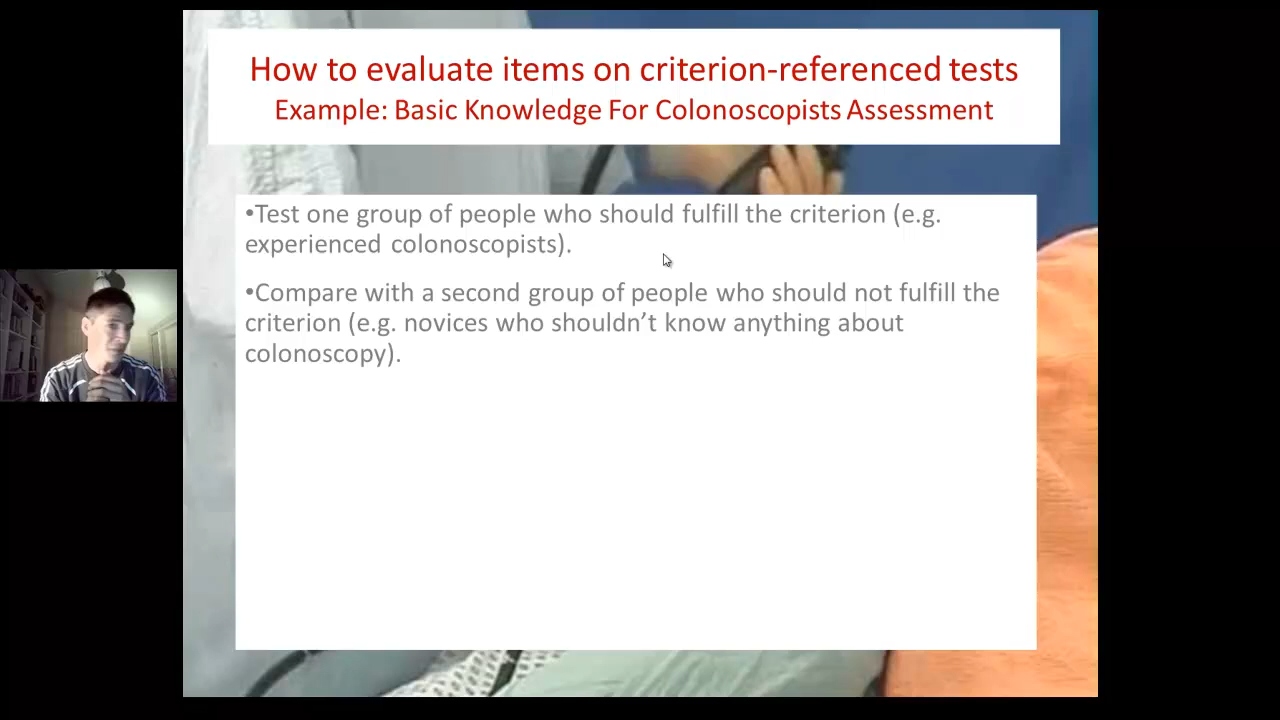 How to evaluate items on criterion-referenced tests
Example: Basic Knowledge For Colonoscopists Assessment
•Test one group of people who should fulfill the criterion (e.g.
experienced colonoscopists).
•Compare with a second group of people who should not fulfill the
criterion (e.g. novices who shouldn’t know anything about
colonoscopy).